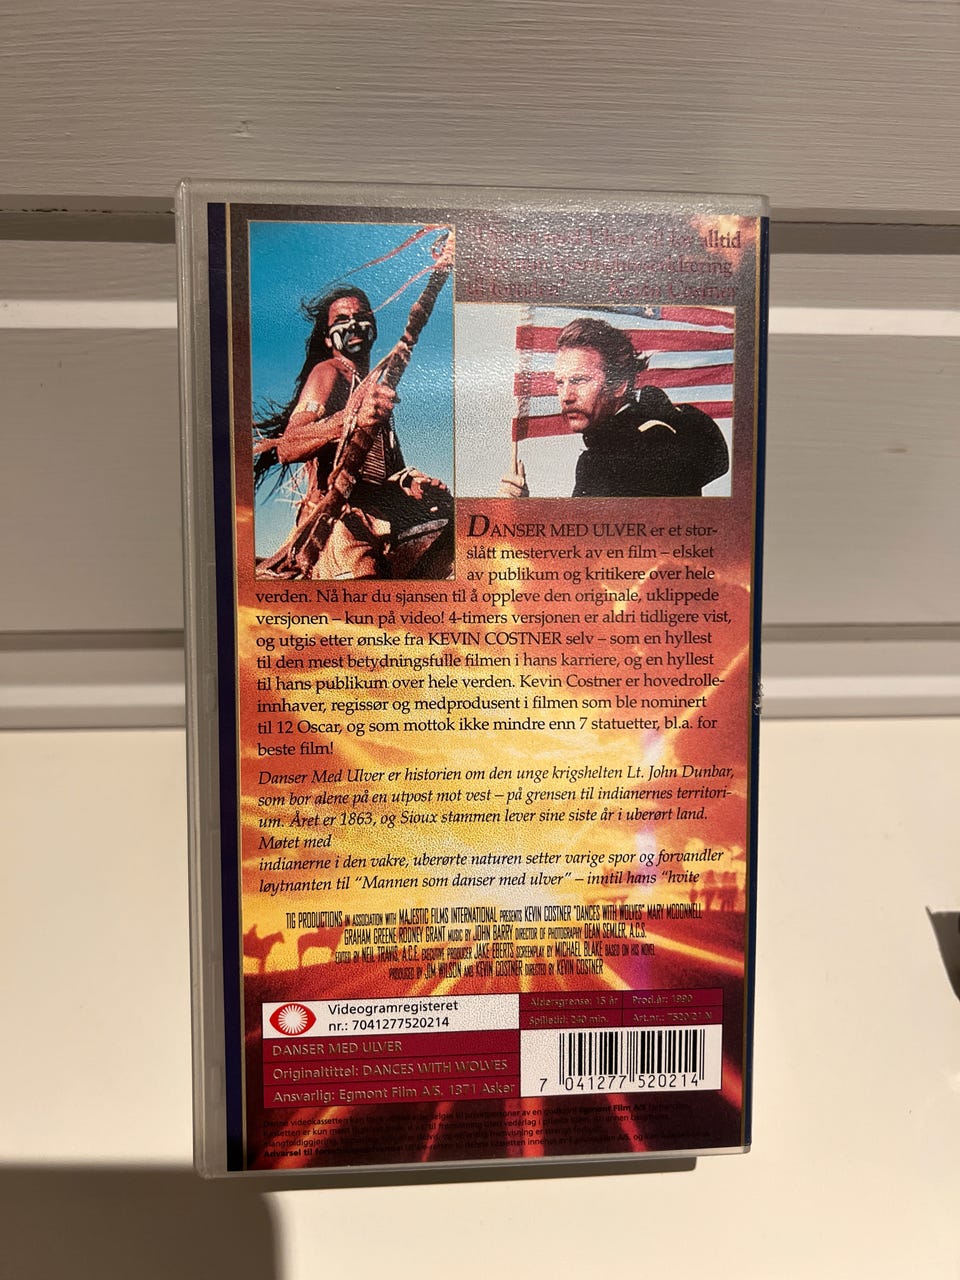 alltid
Kevin Costner
DANSER MED ULVER er et stor-
slått mesterverk av en film – elsket
av publikum og kritikere over hele
verden. Nå har du sjansen til å oppleve den originale, uklippede
versjonen – kun på video! 4-timers versjonen er aldri tidligere vist,
og utgis etter ønske fra KEVIN COSTNER selv – som en hyllest
til den mest betydningsfulle filmen i hans karriere, og en hyllest
til hans publikum over hele verden. Kevin Costner er hovedrolle-
innhaver, regissør og medprodusent i filmen som ble nominert
til 12 Oscar, og som mottok ikke mindre enn 7 statuetter, bl.a. for
beste film!
Danser Med Ulver er historien om den unge krigshelten Lt. John Dunbar,
som bor alene på en utpost mot vest – på grensen til indianernes territori-
um. Året er 1863, og Sioux stammen lever sine siste år i uberørt land.
Møtet med
indianerne i den vakre, uberørte naturen setter varige spor og forvandler
løytnanten til “Mannen som danser med ulver” – inntil hans “hvite
TIG PRODUCTIONS IN ASSOCIATION WITH MAJESTIC FILMS INTERNATIONAL PRESENTS KEVIN COSTNER "DANCES WITH WOLVES" MARY MCDONNELL
GRAHAM GREENE RODNEY GRANT MUSIC BY JOHN BARRY DIRECTOR OF PHOTOGRAPHY DEAN SEMLER, A.C.S.
EDITED BY NEIL TRAVIS, A.C.E. EXECUTIVE PRODUCER JAKE EBERTS SCREENPLAY BY MICHAEL BLAKE BASED ON HIS NOVEL
PRODUCED BY JIM WILSON AND KEVIN COSTNER DIRECTED BY KEVIN COSTNER
Videogramregisteret
nr.: 7041277520214
Aldersgrense: 15 år Prod.år: 1990
Spilletid: 240 min. Art.nr.: 7520 21 N
DANSER MED ULVER
Originaltittel: DANCES WITH WOLVES
Ansvarlig: Egmont Film A/S, 1371 Asker
7 041277 520214
Egmont Film A/S